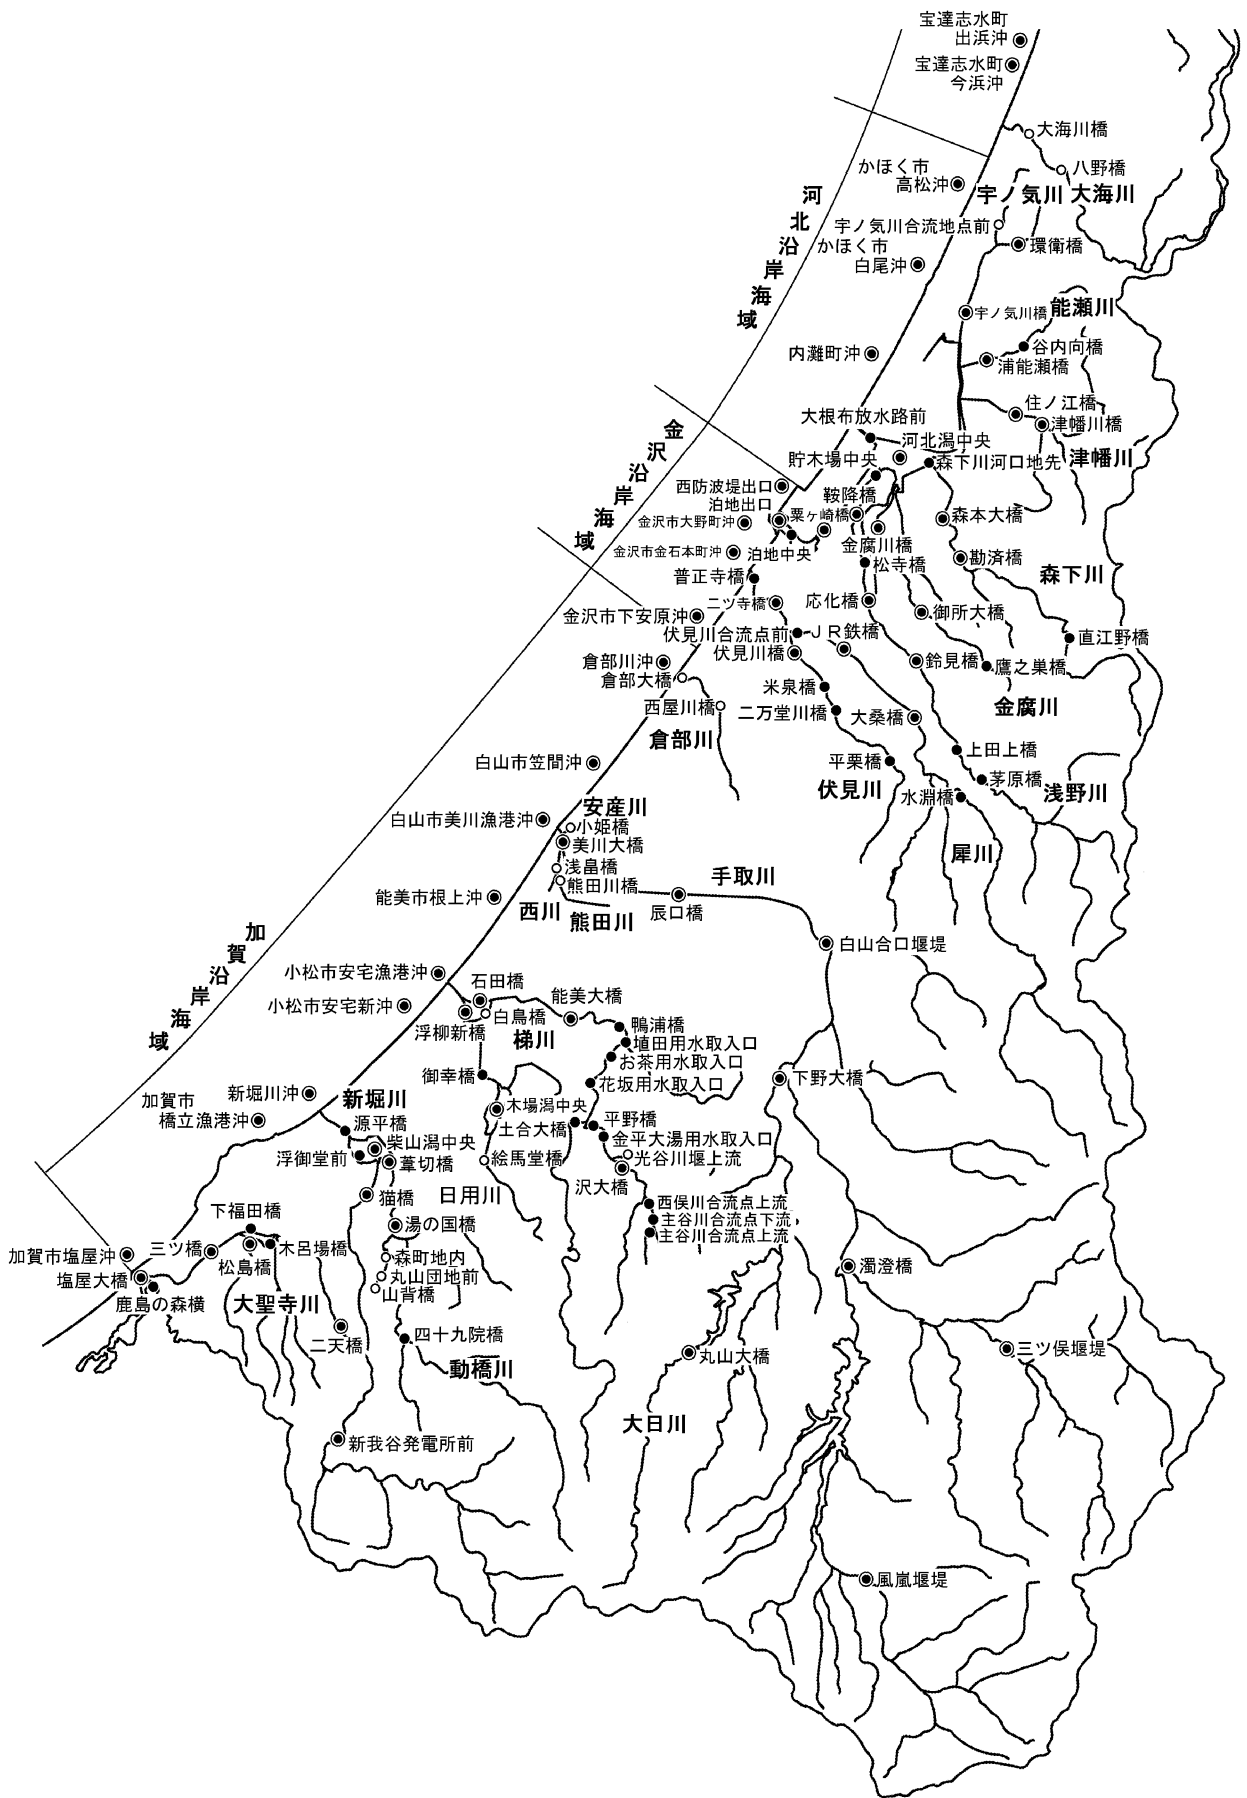 宝達志水町
出浜沖
宝達志水町
今浜沖
大海川橋
八野橋
かほく市
高松沖
宇ノ気川
大海川
宇ノ気川合流地点前
環衛橋
かほく市
白尾沖
河北沿岸海域
宇ノ気川橋
能瀬川
谷内向橋
浦能瀬橋
内灘町沖
住ノ江橋
津幡川橋
大根布放水路前
河北潟中央
津幡川
貯木場中央
森下川河口地先
金沢沿岸海域
西防波堤出口
泊地出口
鞍降橋
金沢市大野町沖
粟ヶ崎橋
森本大橋
金沢市金石本町沖
泊地中央
金腐川橋
松寺橋
勘済橋
普正寺橋
森下川
二ツ寺橋
応化橋
金沢市下安原沖
御所大橋
伏見川合流点前
ＪＲ鉄橋
直江野橋
伏見川橋
倉部川沖
鈴見橋
鷹之巣橋
倉部大橋
米泉橋
西屋川橋
二万堂川橋
大桑橋
金腐川
倉部川
上田上橋
白山市笠間沖
平栗橋
茅原橋
伏見川
水淵橋
浅野川
安産川
白山市美川漁港沖
小姫橋
美川大橋
犀川
浅畠橋
熊田川橋
手取川
能美市根上沖
西川
熊田川
辰口橋
加賀沿岸海域
白山合口堰堤
小松市安宅漁港沖
石田橋
能美大橋
小松市安宅新沖
白鳥橋
浮柳新橋
鴨浦橋
梯川
埴田用水取入口
お茶用水取入口
御幸橋
花坂用水取入口
下野大橋
加賀市
橋立漁港沖
新堀川沖
新堀川
木場潟中央
源平橋
土合大橋
平野橋
柴山潟中央
金平大湯用水取入口
浮御堂前
葦切橋
絵馬堂橋
光谷川堰上流
沢大橋
猫橋
日用川
西俣川合流点上流
下福田橋
湯の国橋
主谷川合流点下流
主谷川合流点上流
三ツ橋
木呂場橋
加賀市塩屋沖
松島橋
森町地内
濁澄橋
塩屋大橋
丸山団地前
山背橋
鹿島の森横
大聖寺川
二天橋
四十九院橋
三ツ俣堰堤
丸山大橋
動橋川
大日川
新我谷発電所前
風嵐堰堤